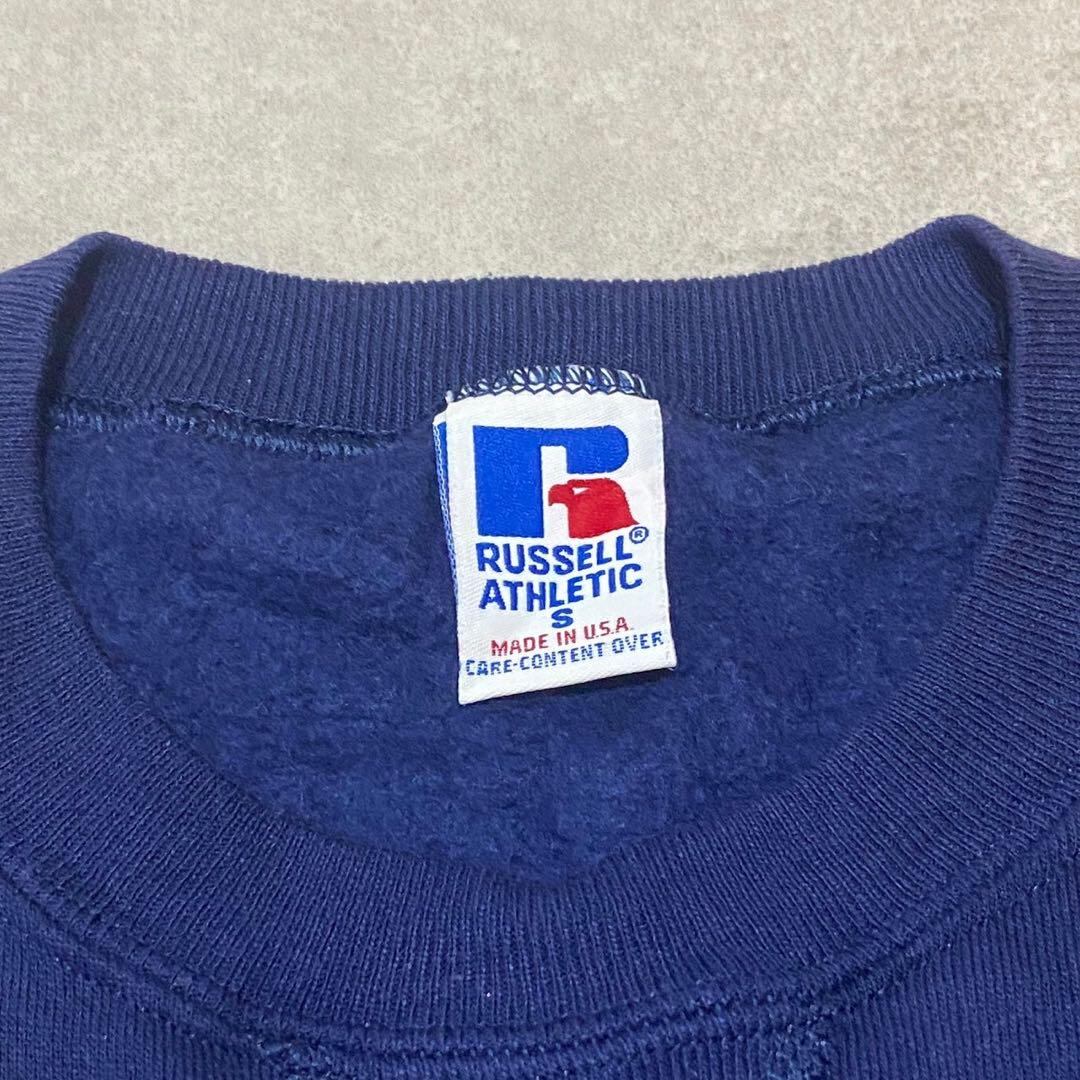 R
RUSSELL®
ATHLETIC
S
MADE IN U.S.A.
CARE-CONTENT OVER